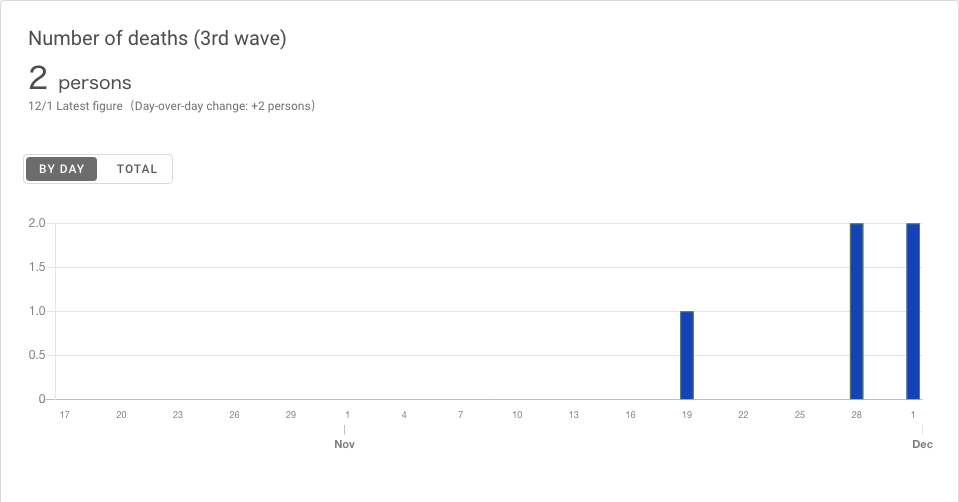 Number of deaths (3rd wave)
2 persons
12/1 Latest figure（Day-over-day change: +2 persons）
BY DAY TOTAL
2.0
1.5
1.0
0.5
0
17 20 23 26 29 1 4 7 10 13 16 19 22 25 28 1
Nov Dec